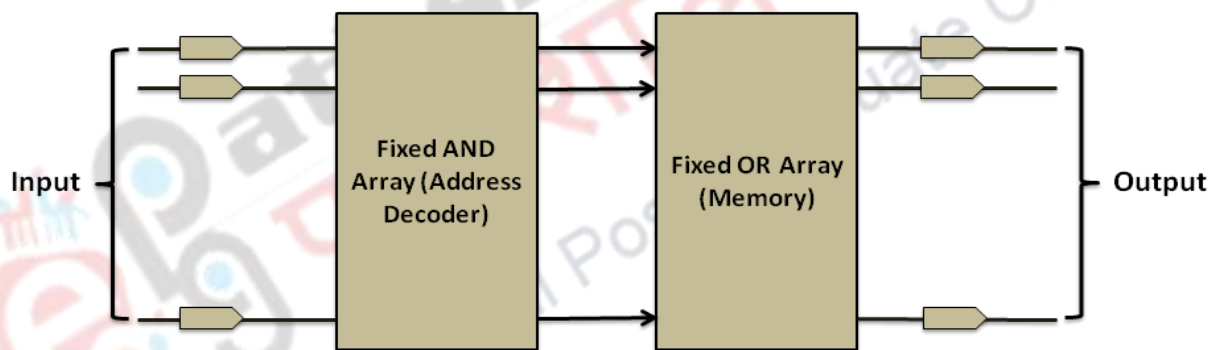 Input
Fixed AND
Array (Address
Decoder)
Fixed OR Array
(Memory)
Output